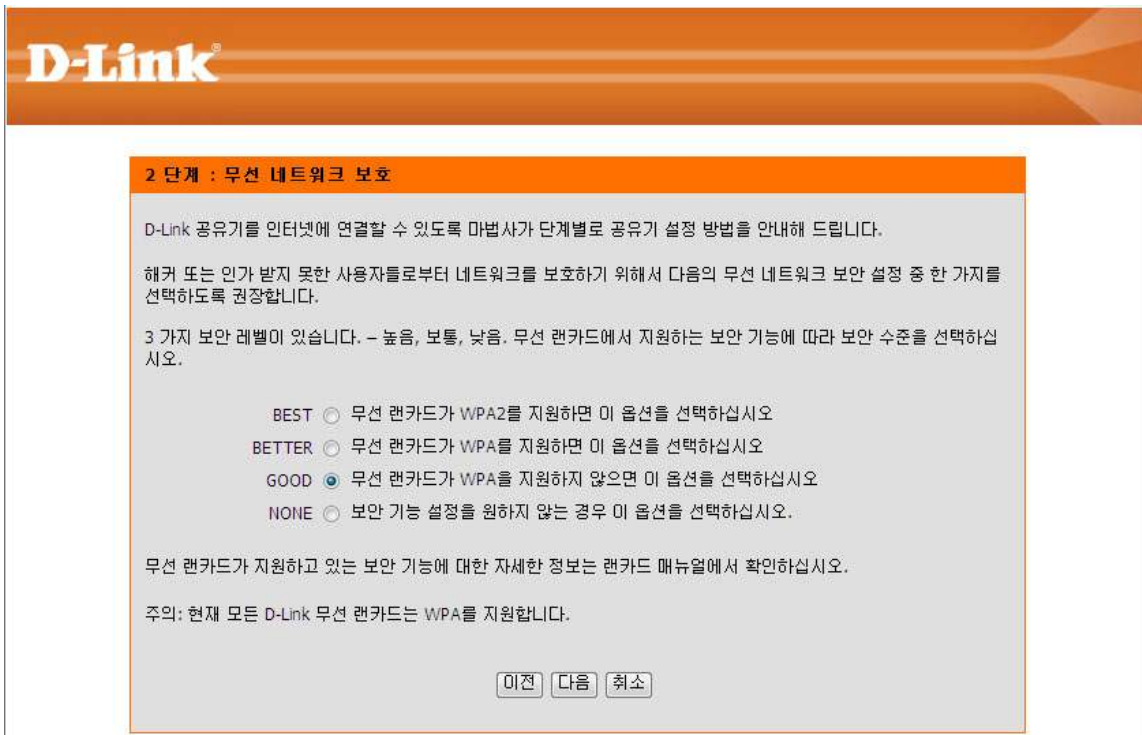 D-Link®
2 단계 : 무선 네트워크 보호
D-Link 공유기를 인터넷에 연결할 수 있도록 마법사가 단계별로 공유기 설정 방법을 안내해 드립니다.
해커 또는 인가 받지 못한 사용자들로부터 네트워크를 보호하기 위해서 다음의 무선 네트워크 보안 설정 중 한 가지를
선택하도록 권장합니다.
3 가지 보안 레벨이 있습니다. – 높음, 보통, 낮음. 무선 랜카드에서 지원하는 보안 기능에 따라 보안 수준을 선택하십
시오.
BEST 무선 랜카드가 WPA2를 지원하면 이 옵션을 선택하십시오
BETTER 무선 랜카드가 WPA를 지원하면 이 옵션을 선택하십시오
GOOD 무선 랜카드가 WPA을 지원하지 않으면 이 옵션을 선택하십시오
NONE 보안 기능 설정을 원하지 않는 경우 이 옵션을 선택하십시오.
무선 랜카드가 지원하고 있는 보안 기능에 대한 자세한 정보는 랜카드 매뉴얼에서 확인하십시오.
주의: 현재 모든 D-Link 무선 랜카드는 WPA를 지원합니다.
이전 다음 취소